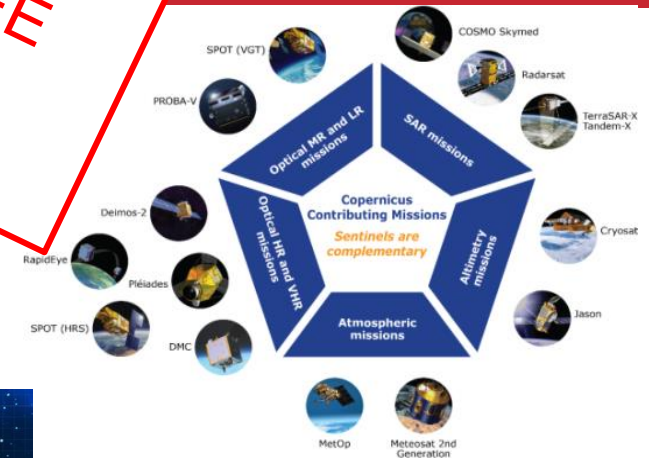 E
SPOT (VGT)
PROBA-V
COSMO Skymed
Radarsat
TerraSAR-X
Tandem-X
Optical MR and LR
missions
SAR missions
Deimos-2
RapidEye
Pléiades
SPOT (HRS)
DMC
Optical HR and VHR
missions
Copernicus
Contributing Missions
Sentinels are
complementary
Altimetry
missions
Cryosat
Jason
Atmospheric
missions
MetOp
Meteosat 2nd
Generation